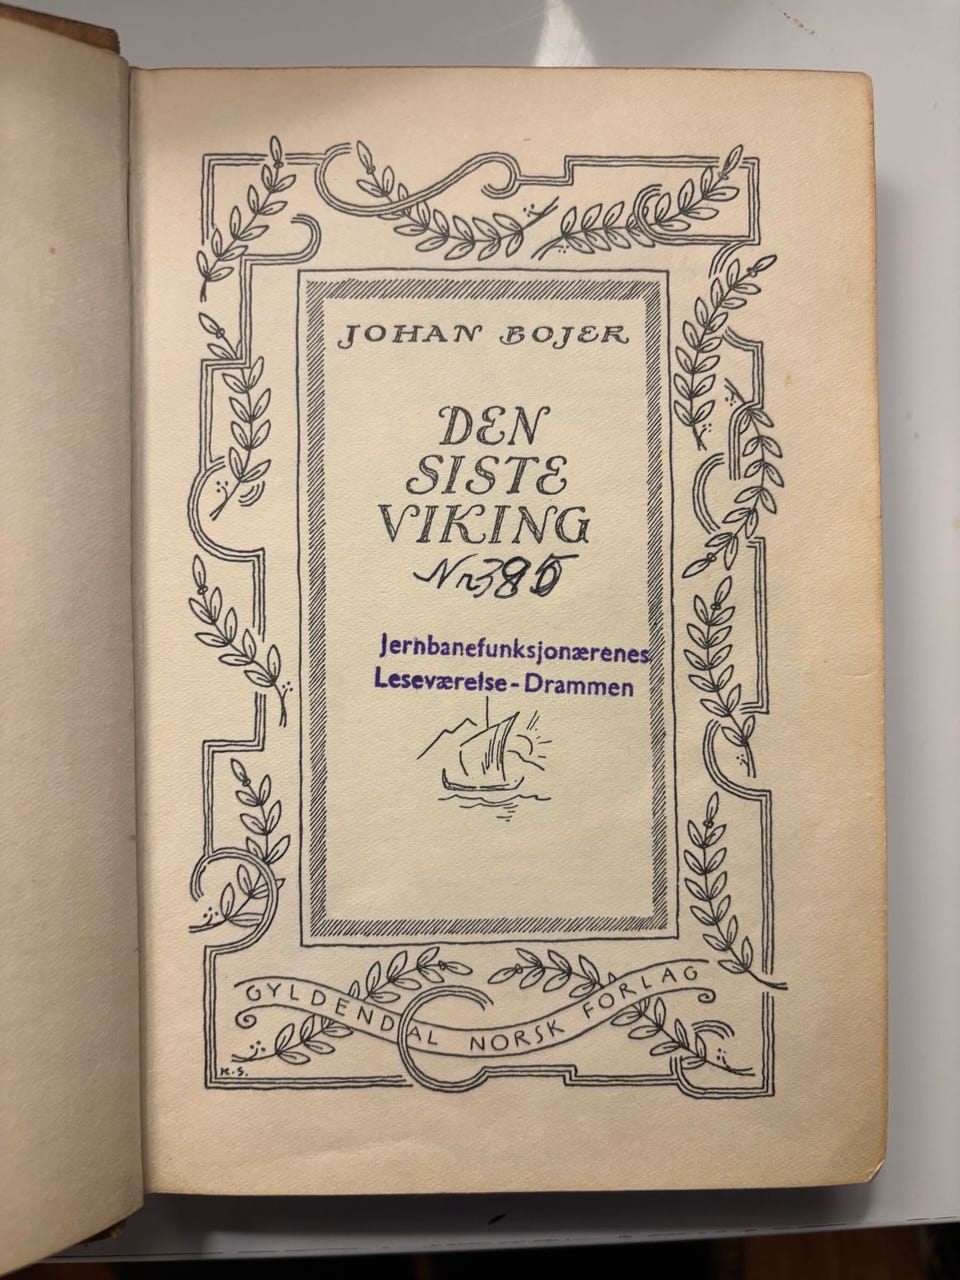 JOHAN BOJER
DEN
SISTE
VIKING
Nr
Jernbanefunksjonærenes
Leseværelse - Drammen
GYLDENDAL NORSK FORLAG
K.S.